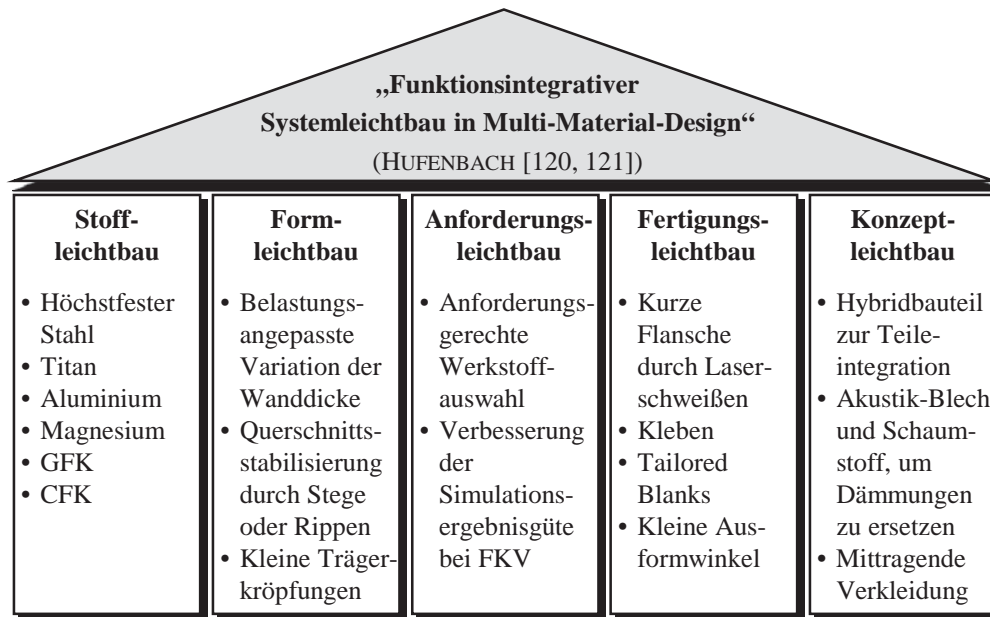 „Funktionsintegrativer
Systemleichtbau in Multi-Material-Design“
(HUFENBACH [120, 121])
Stoff-
leichtbau
• Höchstfester
Stahl
• Titan
• Aluminium
• Magnesium
• GFK
• CFK
Form-
leichtbau
• Belastungs-
angepasste
Variation der
Wanddicke
• Querschnitts-
stabilisierung
durch Stege
oder Rippen
• Kleine Träger-
kröpfungen
Anforderungs-
leichtbau
• Anforderungs-
gerechte
Werkstoff-
auswahl
• Verbesserung
der
Simulations-
ergebnisgüte
bei FKV
Fertigungs-
leichtbau
• Kurze
Flansche
durch Laser-
schweißen
• Kleben
• Tailored
Blanks
• Kleine Aus-
formwinkel
Konzept-
leichtbau
• Hybridbauteil
zur Teile-
integration
• Akustik-Blech
und Schaum-
stoff, um
Dämmungen
zu ersetzen
• Mittragende
Verkleidung